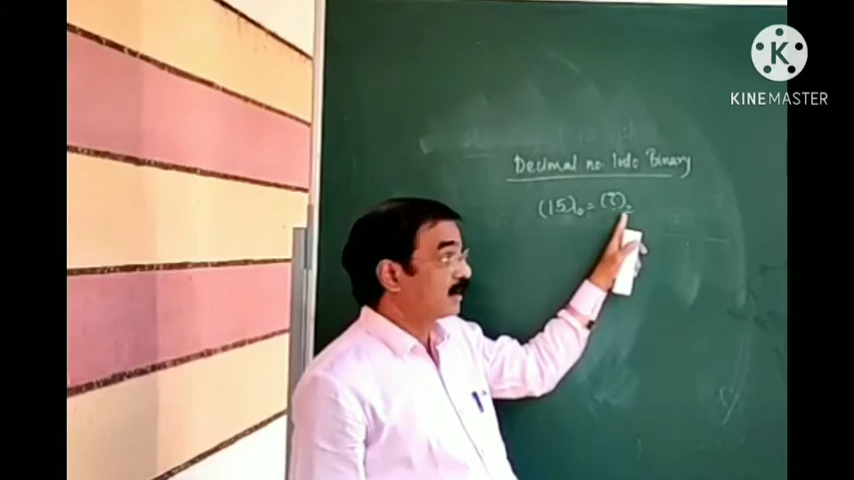 Decimal no Into Binary
(15)₁₀ = (?)₂
K
KINEMASTER